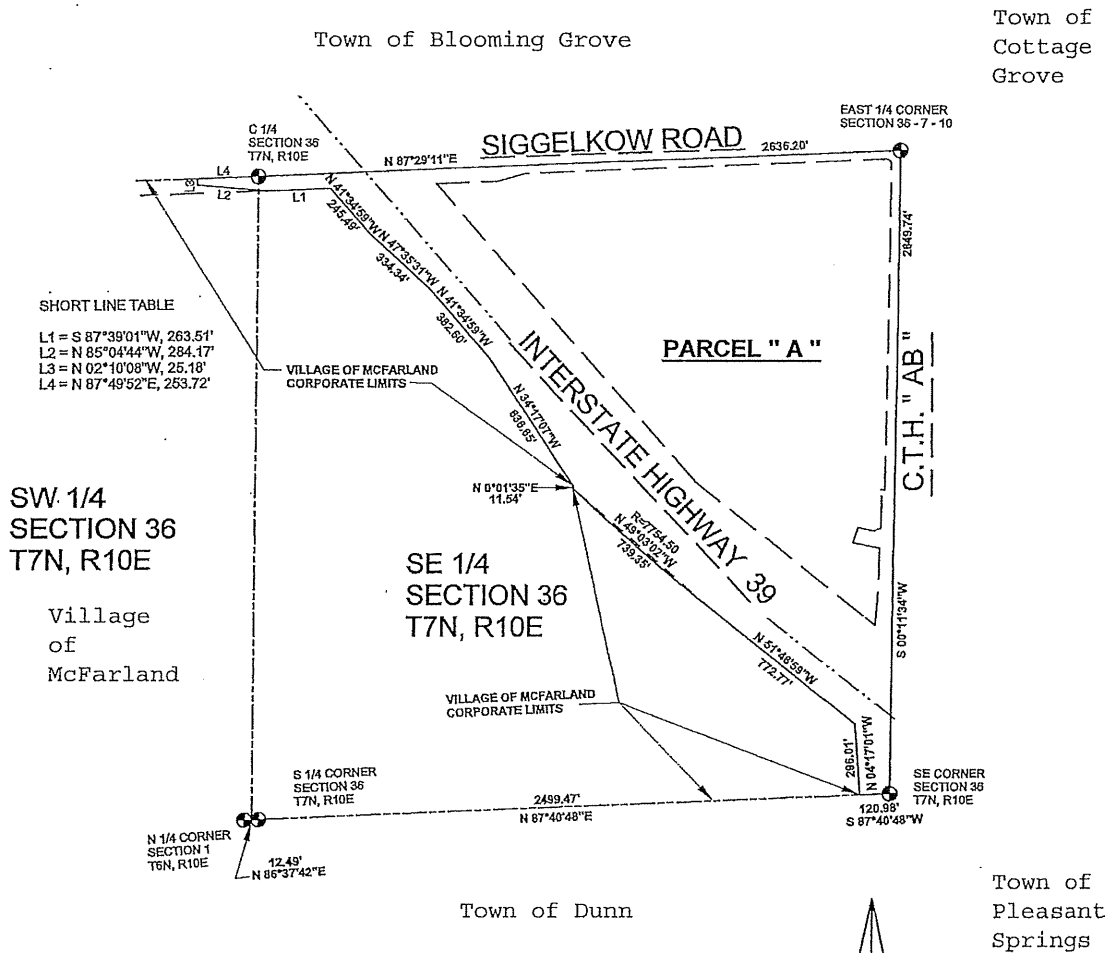 Town of Blooming Grove
Town of
Cottage
Grove
C 1/4
SECTION 36
T7N, R10E
EAST 1/4 CORNER
SECTION 36 - 7 - 10
SIGGELKOW ROAD
N 87°29'11"E
2636.20'
L4
L3
L2
L1
N 41°34'59"W
245.49'
N 47°35'31"W
334.34'
N 41°34'59"W
382.60'
2649.74'
SHORT LINE TABLE
L1 = S 87°39'01"W, 263.51'
L2 = N 85°04'44"W, 284.17'
L3 = N 02°10'08"W, 25.18'
L4 = N 87°49'52"E, 253.72'
VILLAGE OF MCFARLAND
CORPORATE LIMITS
PARCEL " A "
INTERSTATE HIGHWAY 39
C.T.H. " AB "
N 34°17'07"W
836.65'
N 0°01'35"E
11.54'
SW 1/4
SECTION 36
T7N, R10E
R=7754.50
N 49°03'02"W
739.35'
SE 1/4
SECTION 36
T7N, R10E
Village
of
McFarland
S 00°11'34"W
N 51°48'59"W
772.77'
VILLAGE OF MCFARLAND
CORPORATE LIMITS
296.01'
N 04°17'01"W
S 1/4 CORNER
SECTION 36
T7N, R10E
SE CORNER
SECTION 36
T7N, R10E
2499.47'
N 87°40'48"E
120.98'
S 87°40'48"W
N 1/4 CORNER
SECTION 1
T6N, R10E
12.49'
N 86°37'42"E
Town of Dunn
Town of
Pleasant
Springs